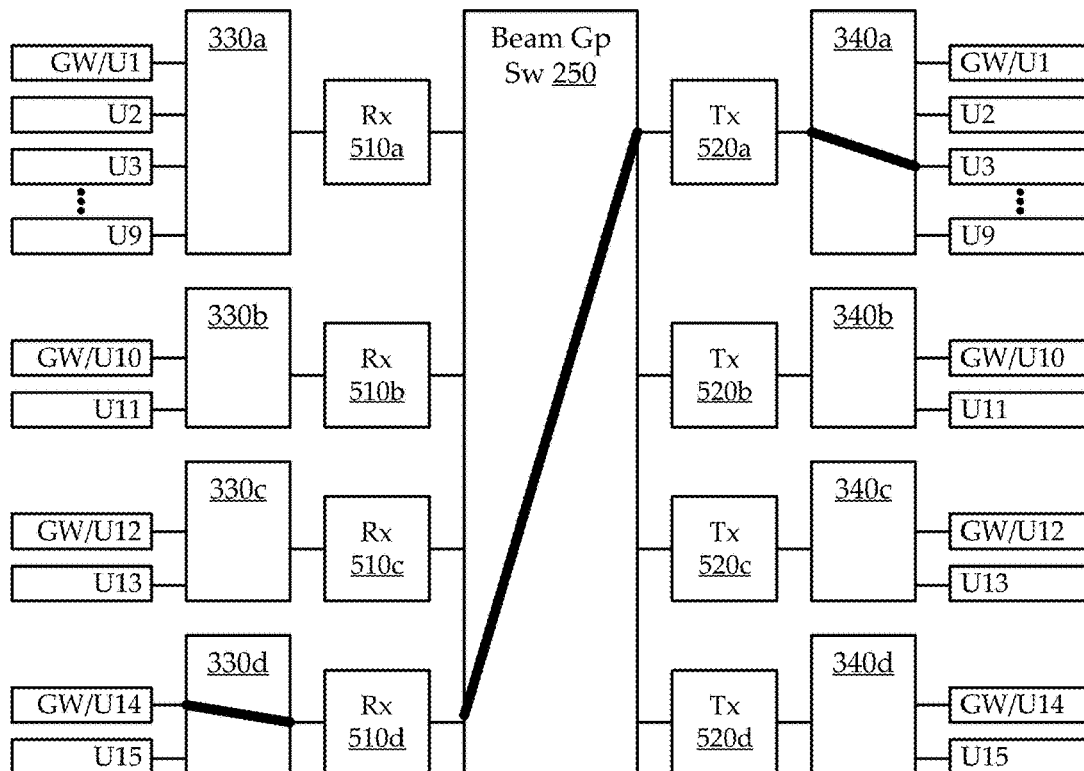 330a
Beam Gp
Sw 250
340a
GW/U1
U2
U3
U9
Rx
510a
Tx
520a
GW/U1
U2
U3
U9
330b
340b
GW/U10
U11
Rx
510b
Tx
520b
GW/U10
U11
330c
340c
GW/U12
U13
Rx
510c
Tx
520c
GW/U12
U13
330d
340d
GW/U14
U15
Rx
510d
Tx
520d
GW/U14
U15